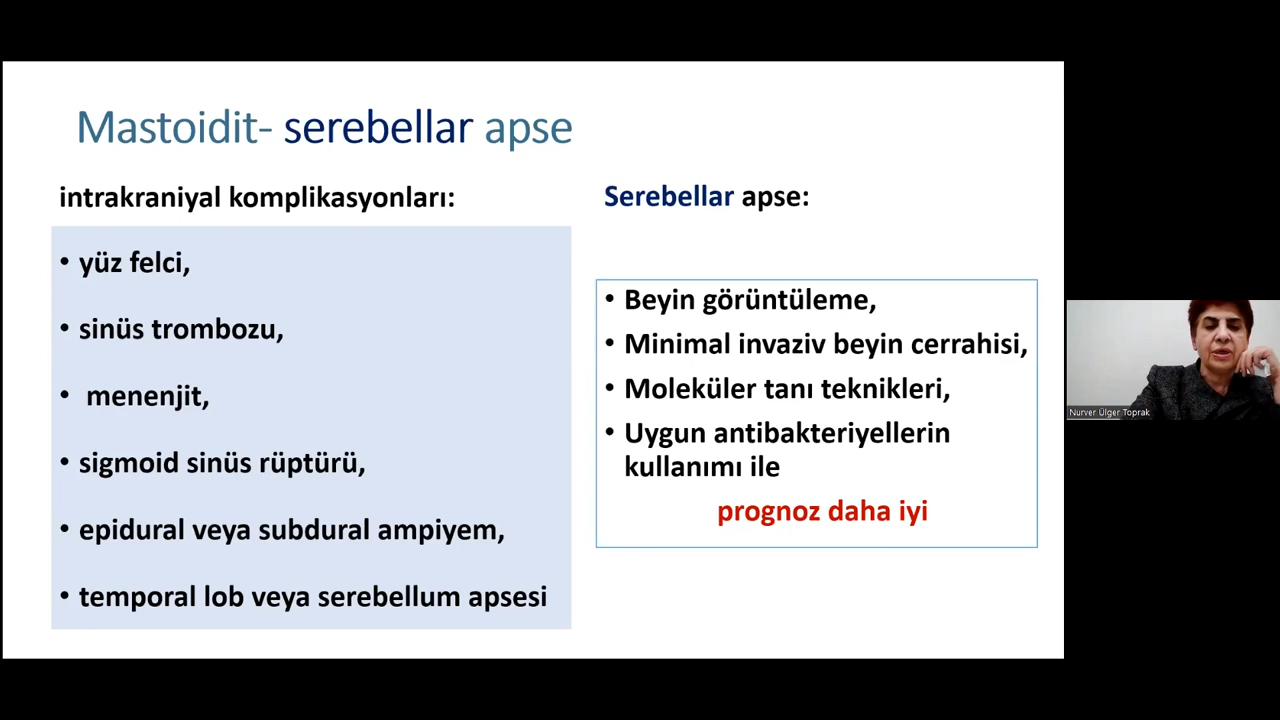 Mastoidit- serebellar apse
intrakraniyal komplikasyonları:
• yüz felci,
• sinüs trombozu,
• menenjit,
• sigmoid sinüs rüptürü,
• epidural veya subdural ampiyem,
• temporal lob veya serebellum apsesi
Serebellar apse:
• Beyin görüntüleme,
• Minimal invaziv beyin cerrahisi,
• Moleküler tanı teknikleri,
• Uygun antibakteriyellerin
kullanımı ile
prognoz daha iyi
Nurver Ülger Toprak